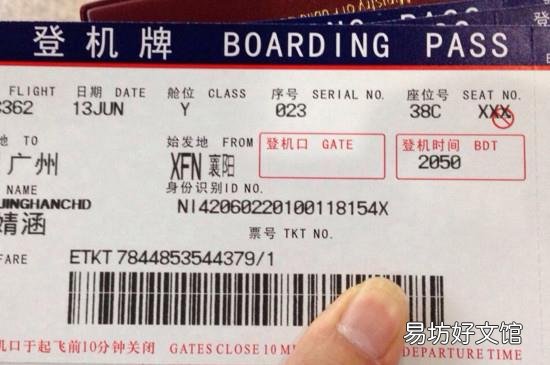 登机牌 BOARDING PASS
FLIGHT 日期 DATE 舱位 CLASS 序号 SERIAL NO. 座位号 SEAT NO.
C362 13JUN Y 023 38C XXX
地 TO 始发地 FROM 登机口 GATE 登机时间 BDT
广州 XFN 襄阳 2050
NAME 身份识别ID NO.
JINGHANCHD NI42060220100118154X
靖涵
票号 TKT NO.
FARE ETKT 7844853544379/1
机口于起飞前10分钟关闭 GATES CLOSE 10 DEPARTURE TIME
易坊好文馆